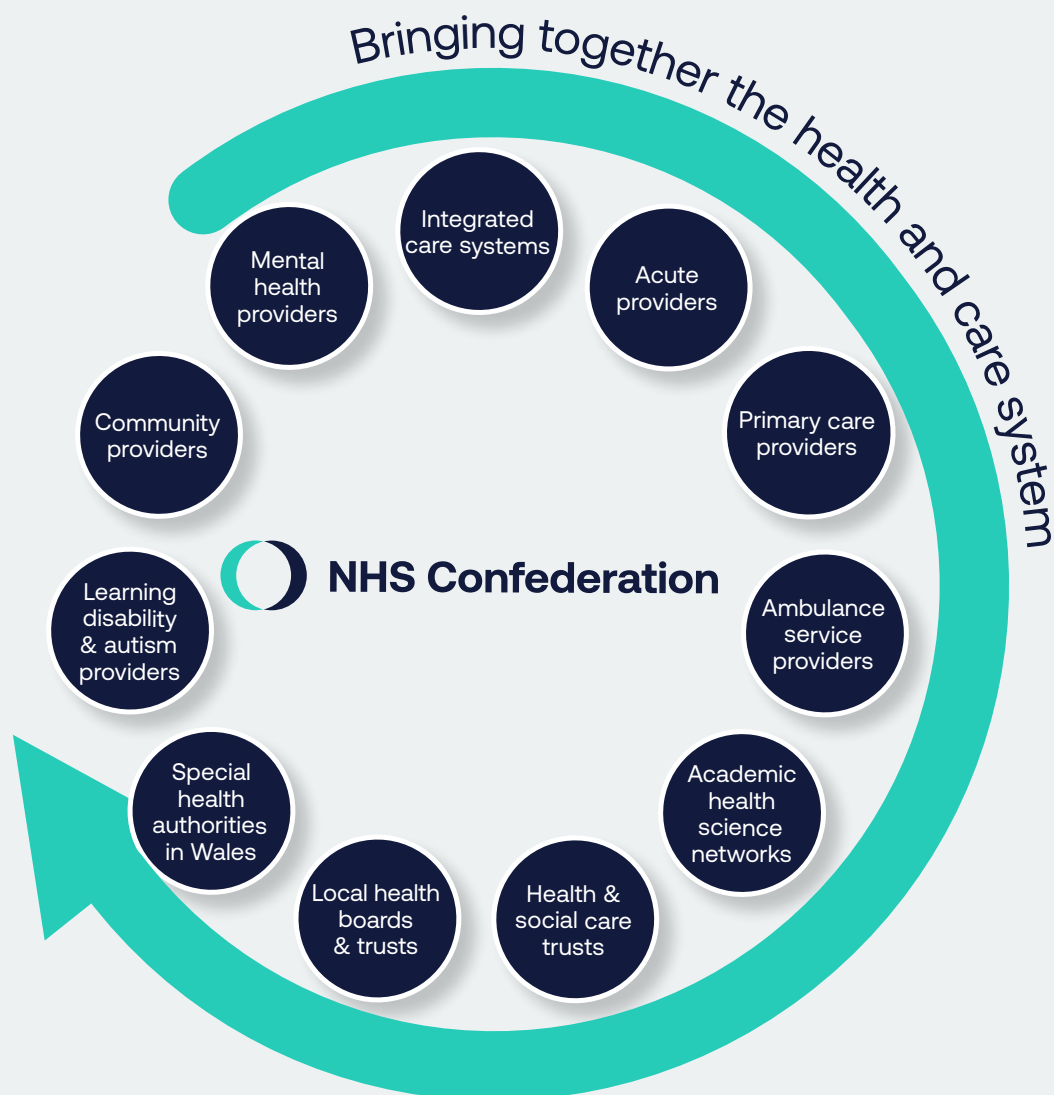 Bringing together the health and care system
Integrated
care systems
Acute
providers
Primary care
providers
Ambulance
service
providers
Academic
health
science
networks
Health &
social care
trusts
Local health
boards
& trusts
Special
health
authorities
in Wales
Learning
disability
& autism
providers
Community
providers
Mental
health
providers
NHS Confederation